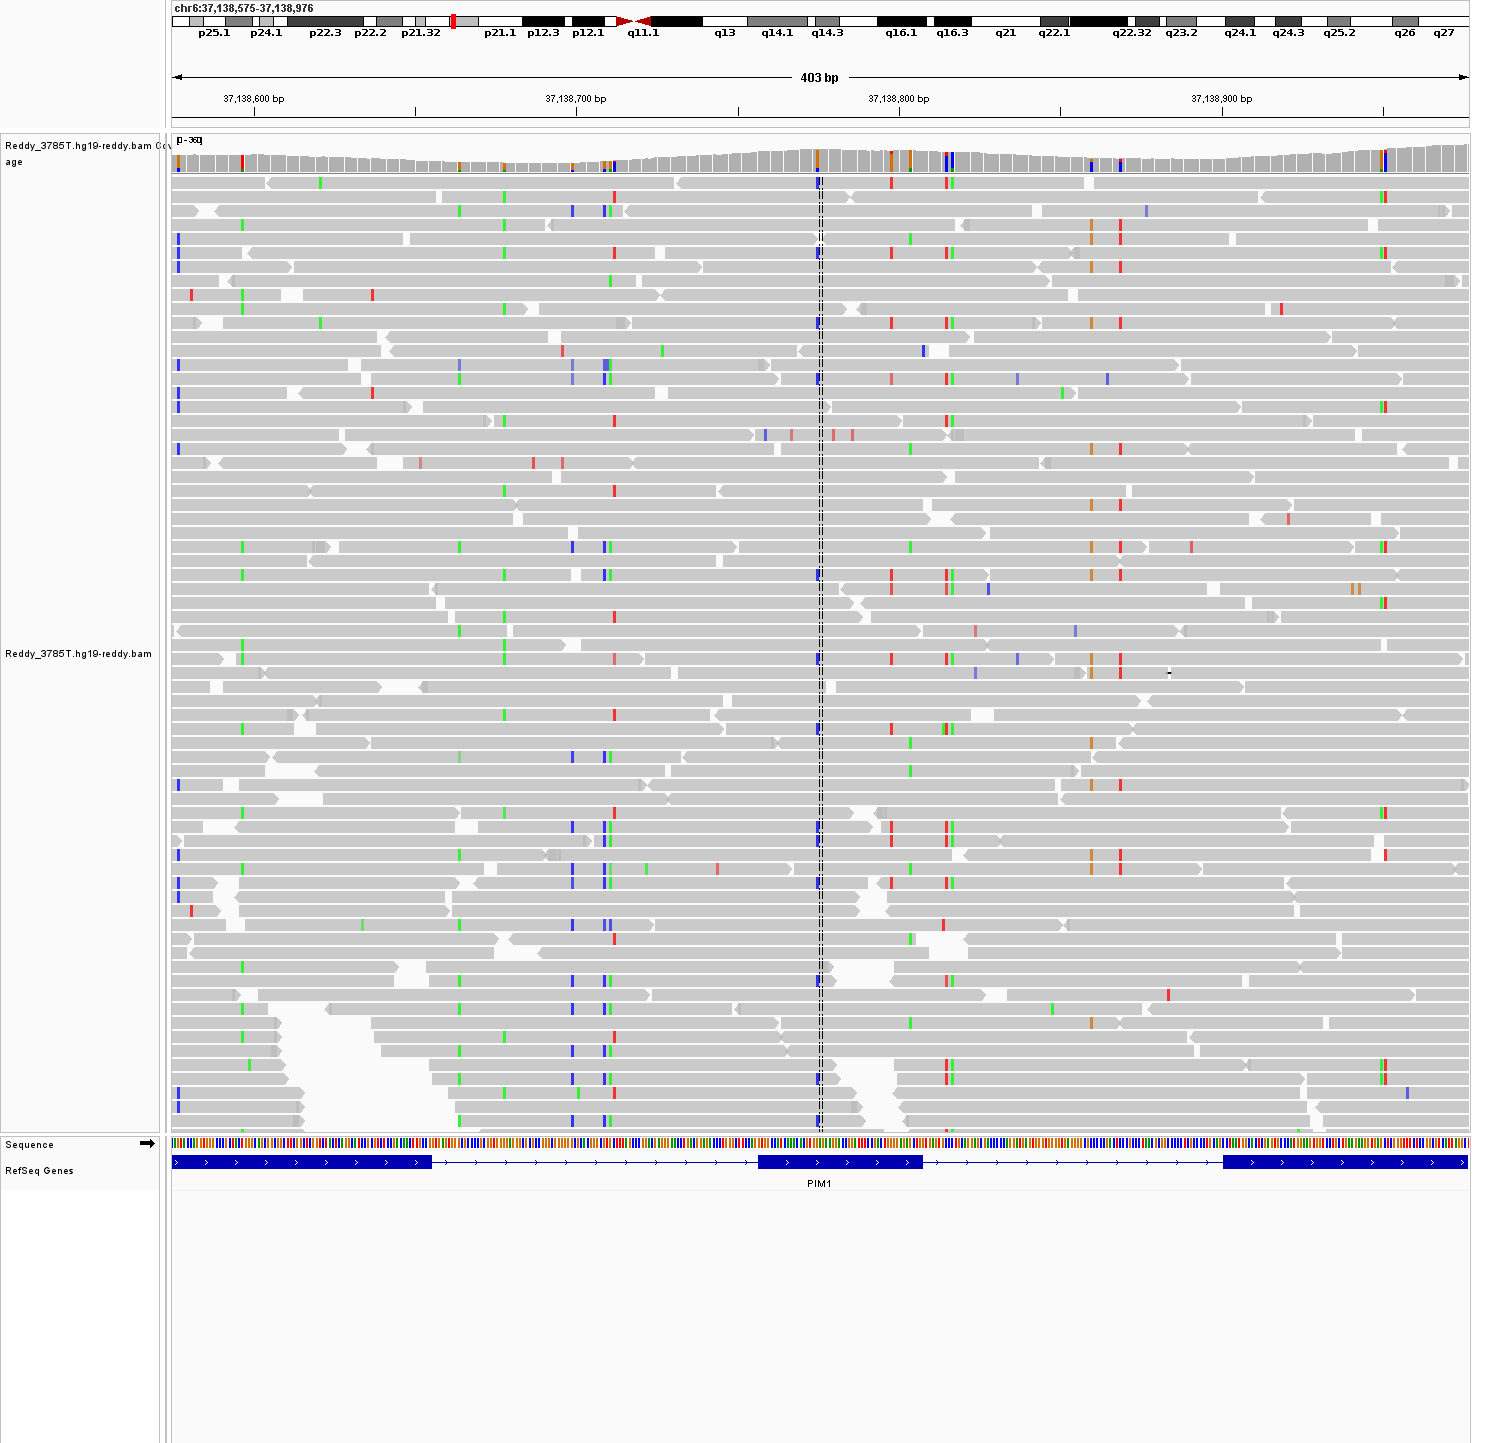 chr6:37,138,575-37,138,976
p25.1 p24.1 p22.3 p22.2 p21.32 p21.1 p12.3 p12.1 q11.1 q13 q14.1 q14.3 q16.1 q16.3 q21 q22.1 q22.32 q23.2 q24.1 q24.3 q25.2 q26 q27
403 bp
37,138,600 bp 37,138,700 bp 37,138,800 bp 37,138,900 bp
[0 - 360]
Reddy_3785T.hg19-reddy.bam Cov
age
Reddy_3785T.hg19-reddy.bam
Sequence
RefSeq Genes
PIM1